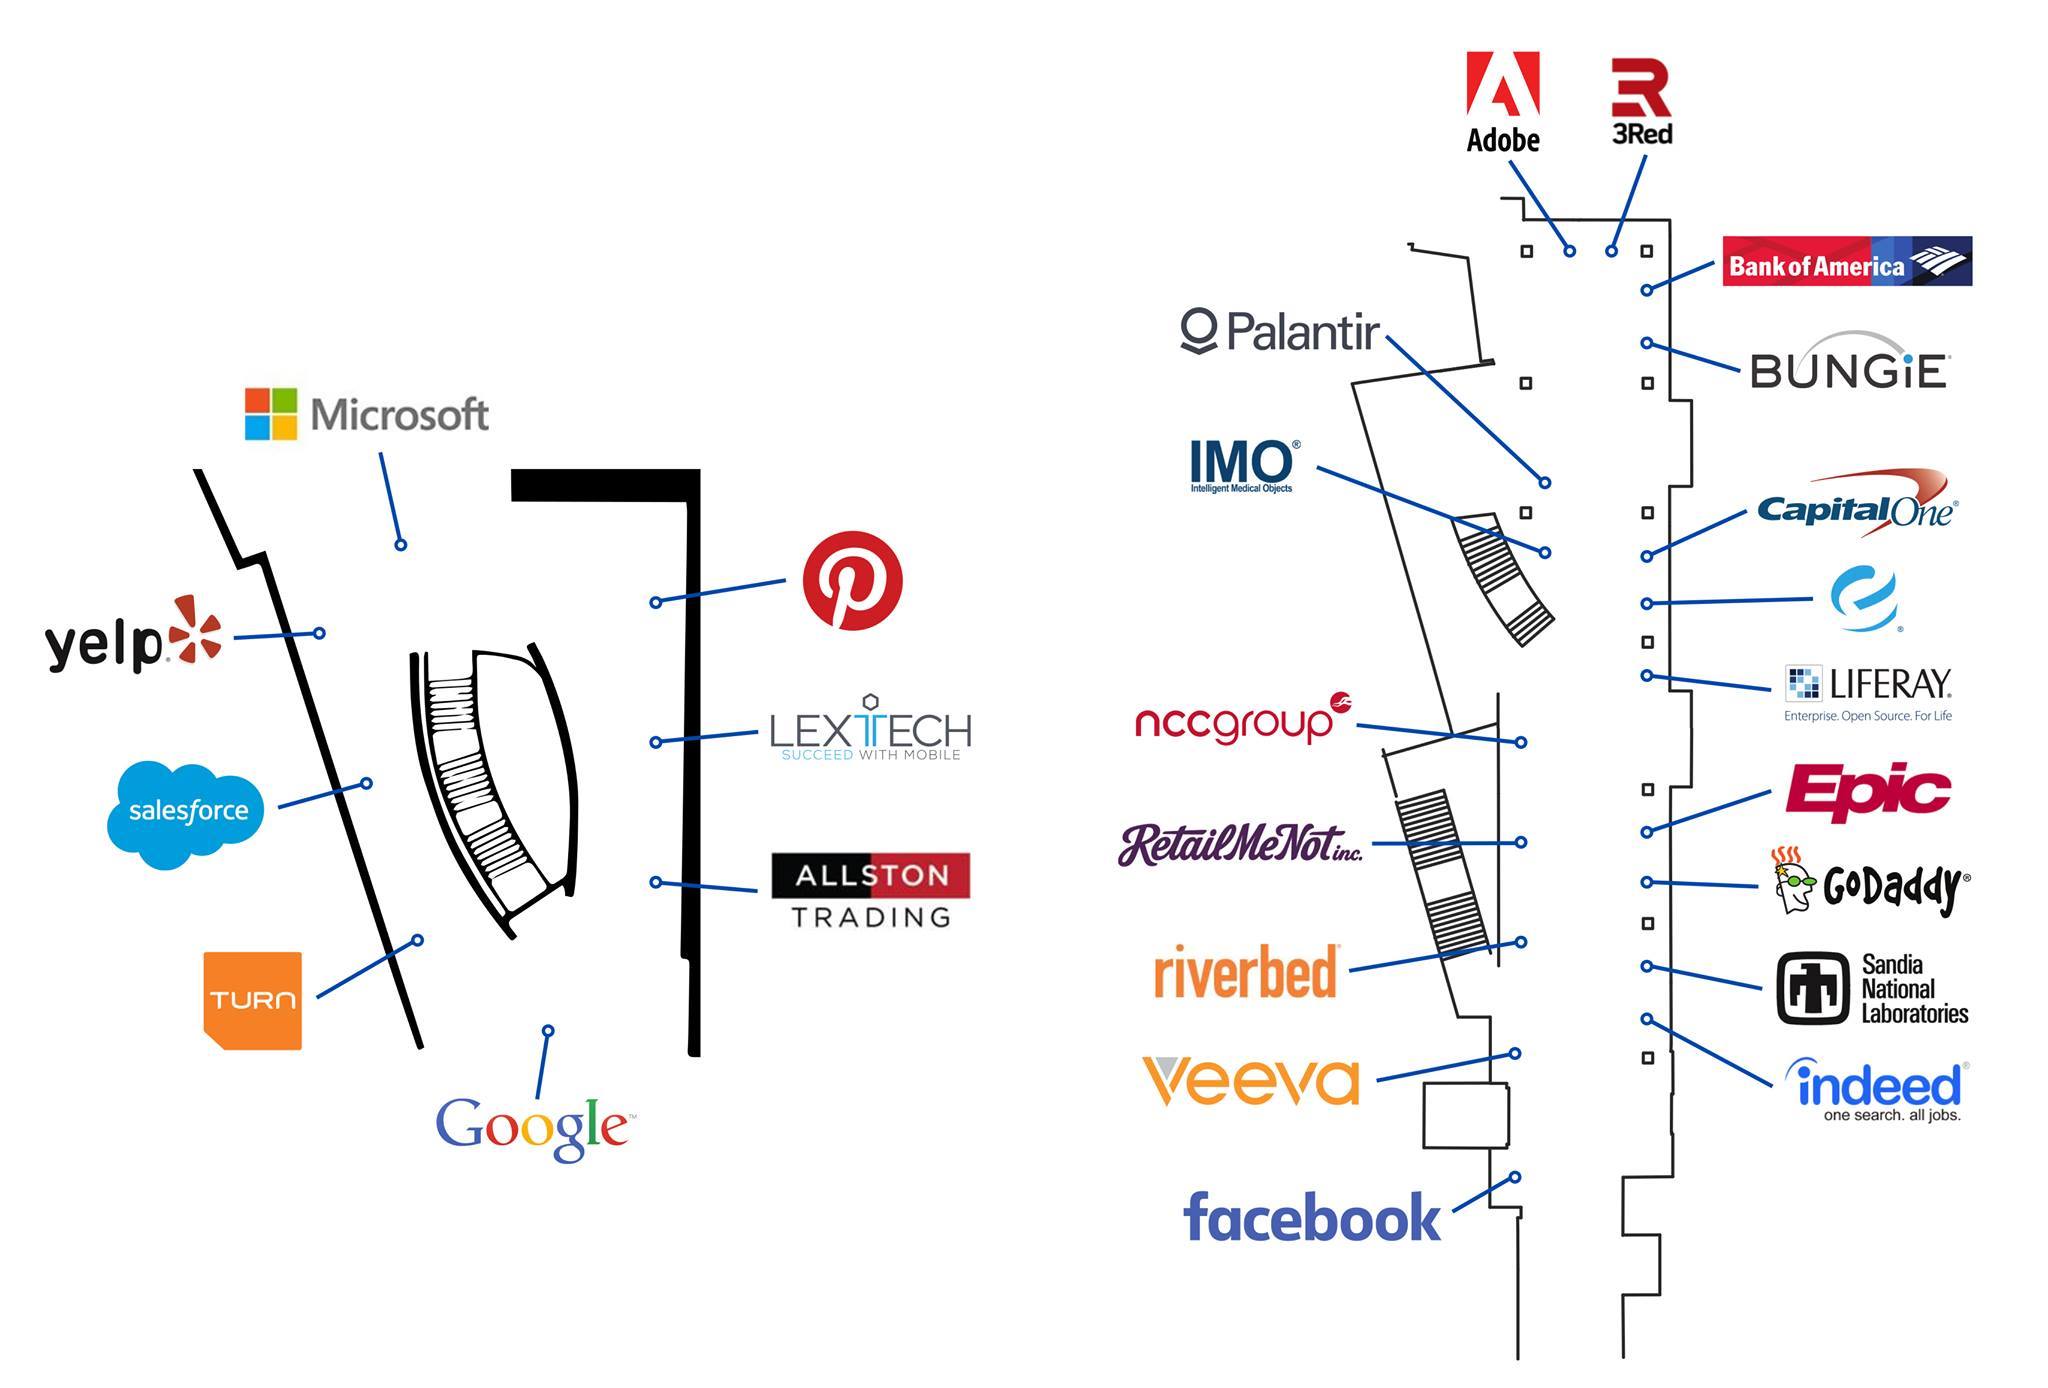 Microsoft
yelp
®
salesforce
TURN
Google™
LEXTECH
SUCCEED WITH MOBILE
ALLSTON
TRADING
Adobe
3Red
Palantir
IMO®
Intelligent Medical Objects
nccgroup
RetailMeNot inc.
riverbed
Veeva
facebook
Bank of America
BUNGiE
Capital One®
®
LIFERAY.
Enterprise. Open Source. For Life
Epic
GoDaddy®
Sandia
National
Laboratories
indeed®
one search. all jobs.